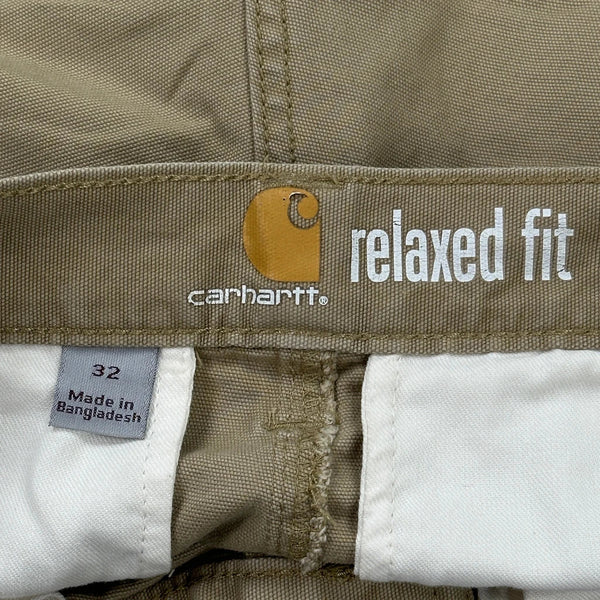 carhartt®
relaxed fit
32
Made in
Bangladesh